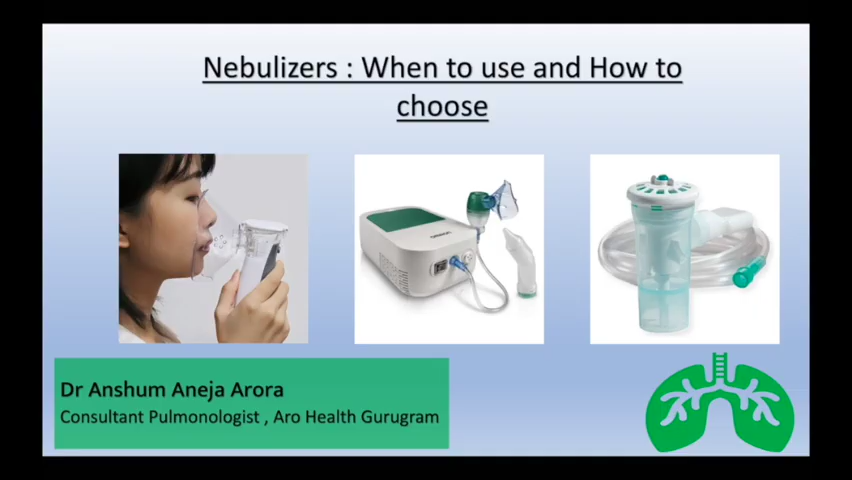 Nebulizers : When to use and How to
choose
Dr Anshum Aneja Arora
Consultant Pulmonologist , Aro Health Gurugram